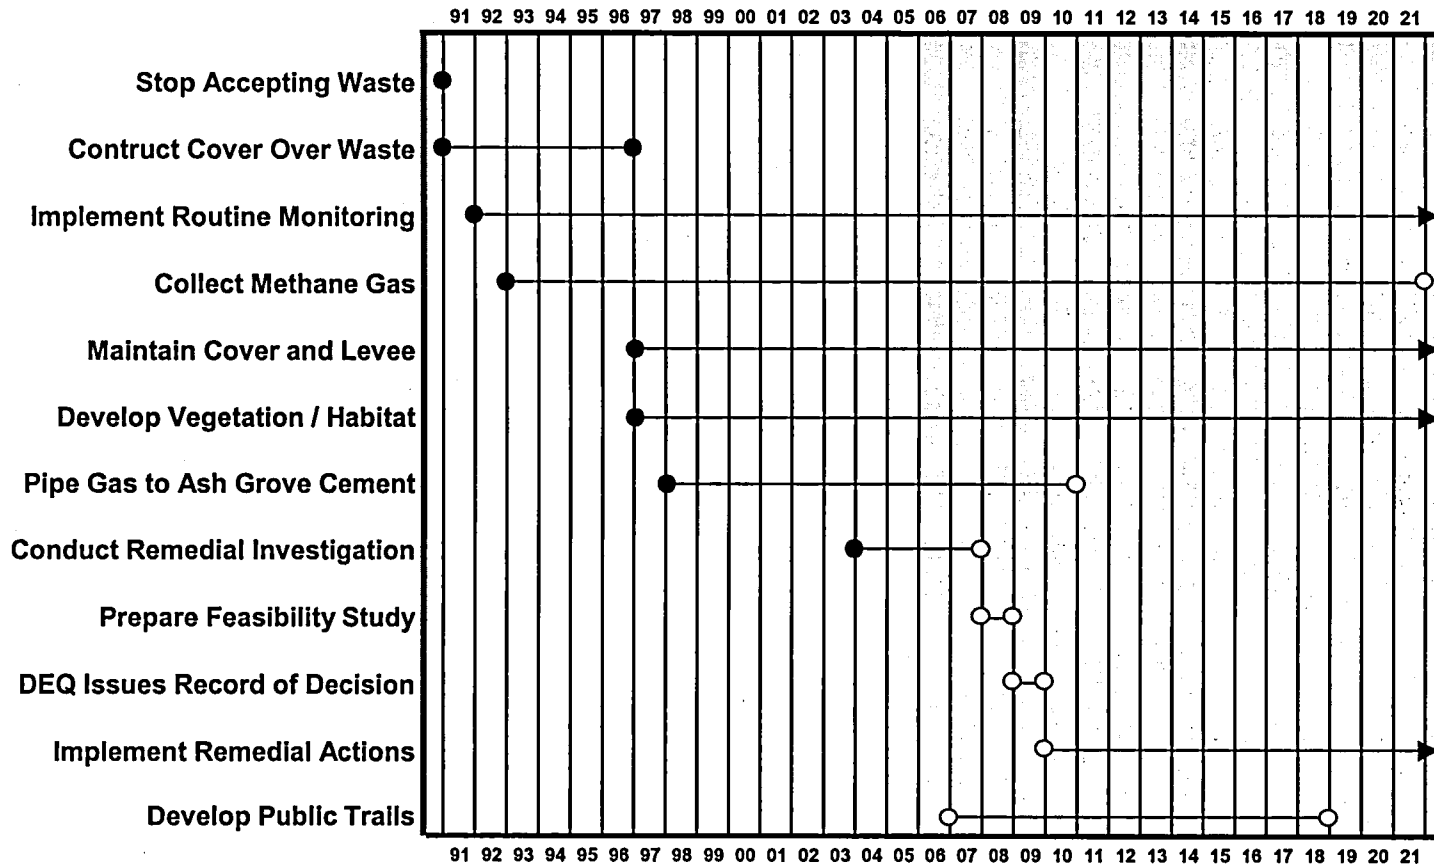 91 92 93 94 95 96 97 98 99 00 01 02 03 04 05 06 07 08 09 10 11 12 13 14 15 16 17 18 19 20 21
Stop Accepting Waste
Contruct Cover Over Waste
Implement Routine Monitoring
Collect Methane Gas
Maintain Cover and Levee
Develop Vegetation / Habitat
Pipe Gas to Ash Grove Cement
Conduct Remedial Investigation
Prepare Feasibility Study
DEQ Issues Record of Decision
Implement Remedial Actions
Develop Public Trails
91 92 93 94 95 96 97 98 99 00 01 02 03 04 05 06 07 08 09 10 11 12 13 14 15 16 17 18 19 20 21